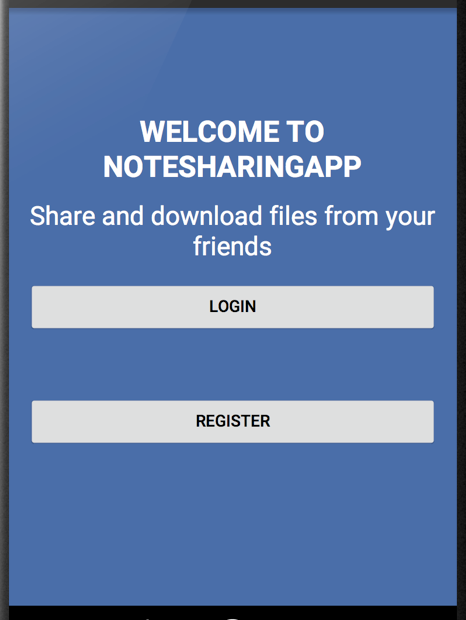 WELCOME TO
NOTESHARINGAPP
Share and download files from your
friends
LOGIN
REGISTER